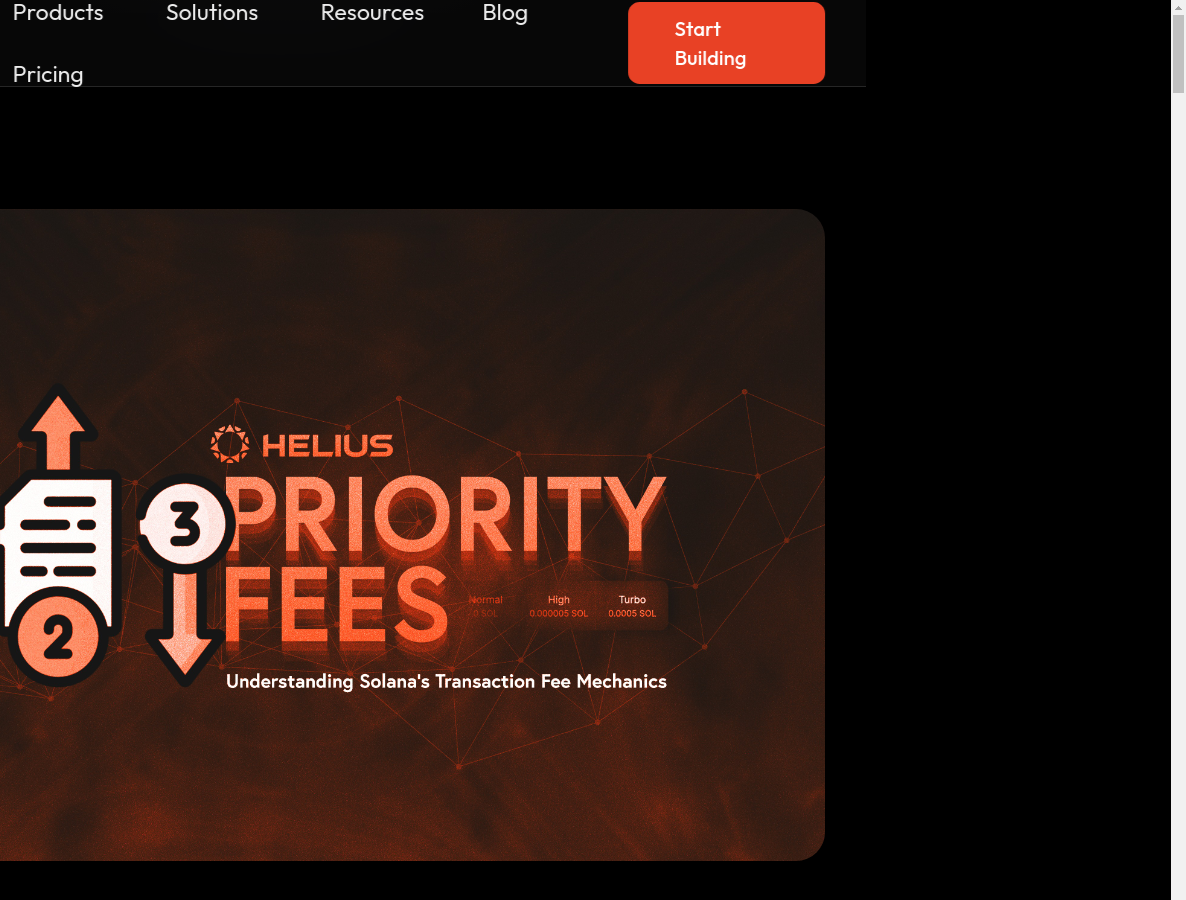 Products Solutions Resources Blog
Start
Building
Pricing
HELIUS
PRIORITY
3
FEES
Normal High Turbo
0 SOL 0.000005 SOL 0.0005 SOL
2
Understanding Solana's Transaction Fee Mechanics